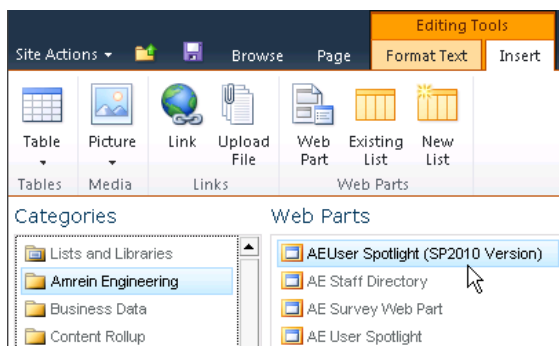 Editing Tools
Site Actions Browse Page Format Text Insert
Table Picture Link Upload File Web Part Existing List New List
Tables Media Links Web Parts
Categories Web Parts
Lists and Libraries AEUser Spotlight (SP2010 Version)
Amrein Engineering AE Staff Directory
Business Data AE Survey Web Part
Content Rollup AE User Spotlight